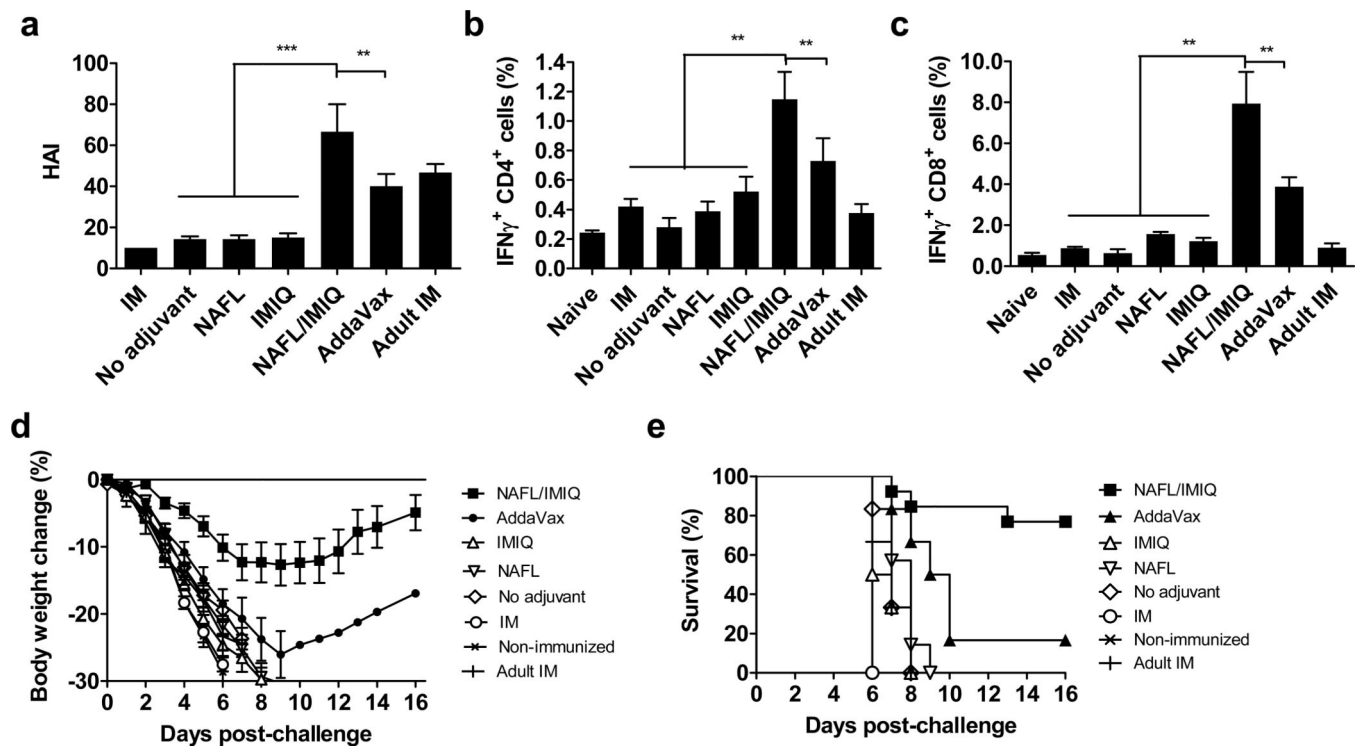 a
HAI
100
80
60
40
20
0
***
**
IM
No adjuvant
NAFL
IMIQ
NAFL/IMIQ
AddaVax
Adult IM
b
IFNγ+ CD4+ cells (%)
1.4
1.2
1.0
0.8
0.6
0.4
0.2
0.0
**
**
Naive
IM
No adjuvant
NAFL
IMIQ
NAFL/IMIQ
AddaVax
Adult IM
c
IFNγ+ CD8+ cells (%)
10.0
8.0
6.0
4.0
2.0
0.0
**
**
Naive
IM
No adjuvant
NAFL
IMIQ
NAFL/IMIQ
AddaVax
Adult IM
d
Body weight change (%)
0
-10
-20
-30
0 2 4 6 8 10 12 14 16
Days post-challenge
NAFL/IMIQ
AddaVax
IMIQ
NAFL
No adjuvant
IM
Non-immunized
Adult IM
e
Survival (%)
100
80
60
40
20
0
0 2 4 6 8 10 12 14 16
Days post-challenge
NAFL/IMIQ
AddaVax
IMIQ
NAFL
No adjuvant
IM
Non-immunized
Adult IM